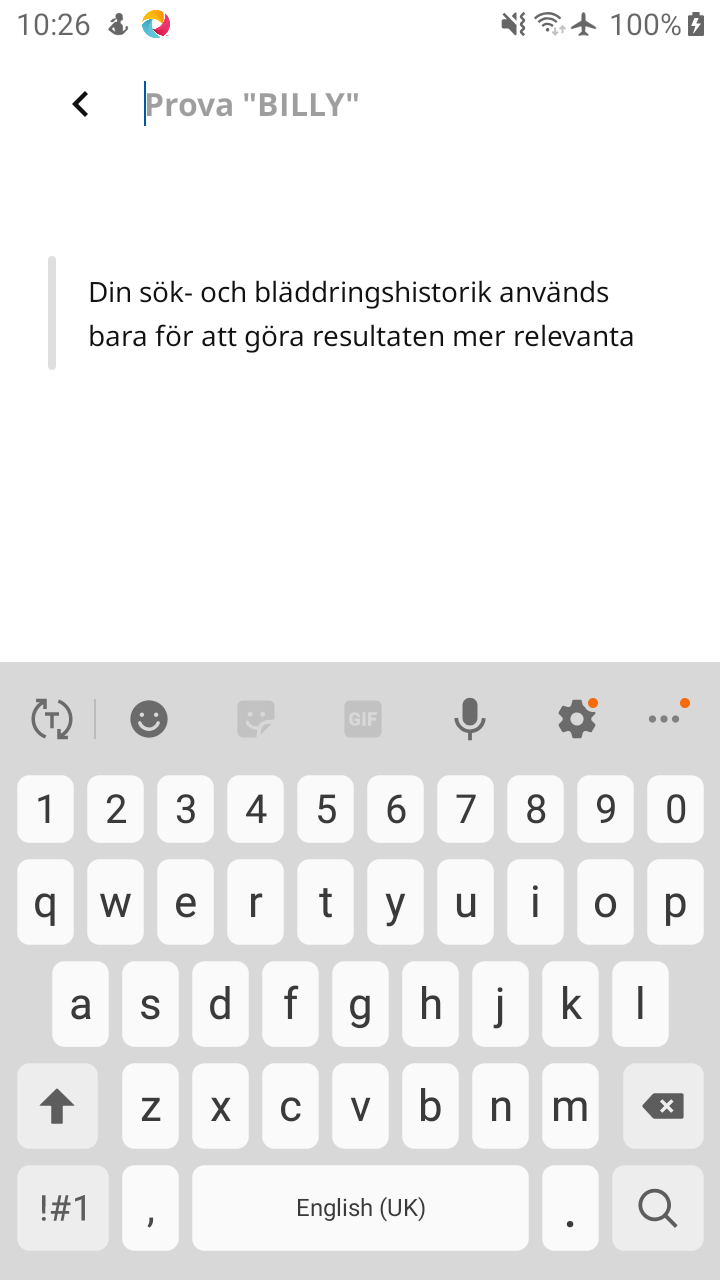 10:26
100%
Prova "BILLY"
Din sök- och bläddringshistorik används
bara för att göra resultaten mer relevanta
T
GIF
1 2 3 4 5 6 7 8 9 0
q w e r t y u i o p
a s d f g h j k l
z x c v b n m
!#1 , English (UK) .